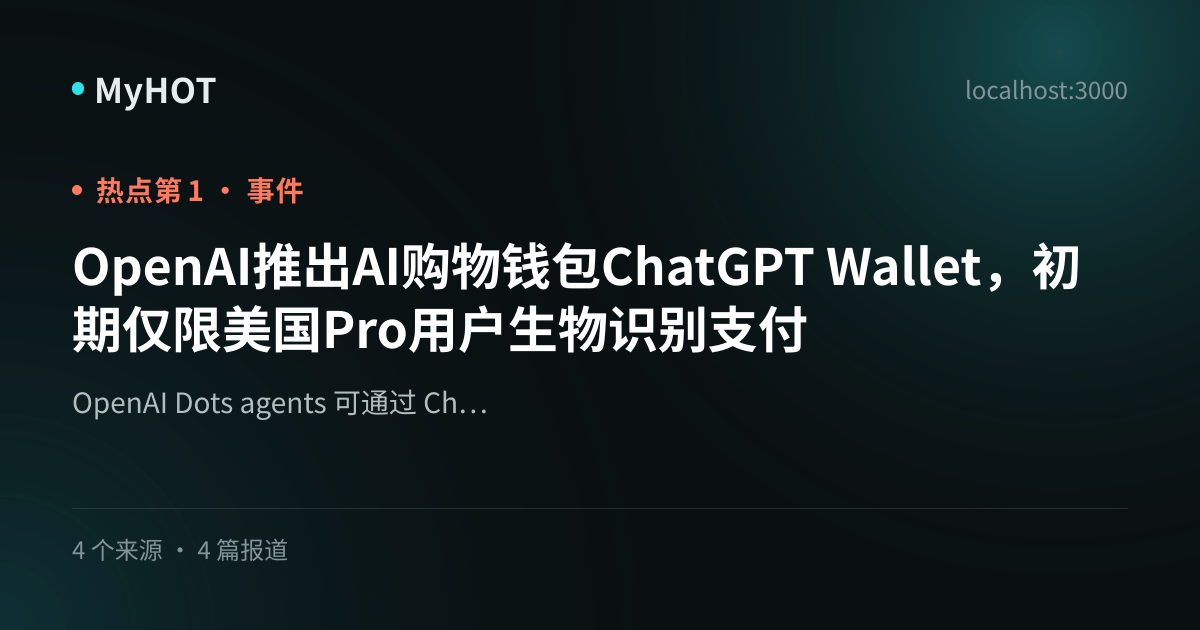 MyHOT
localhost:3000
热点第 1 · 事件
OpenAI推出AI购物钱包ChatGPT Wallet，初
期仅限美国Pro用户生物识别支付
OpenAI Dots agents 可通过 Ch…
4 个来源 · 4 篇报道